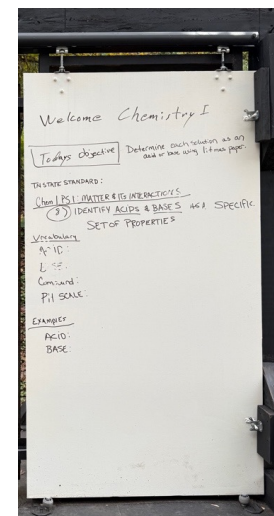 Welcome Chemistry I
Todays objective Determine each solution as an
acid or base using litmus paper.
TN STATE STANDARD:
Chem 1 PS1: MATTER & ITS INTERACTIONS
8) IDENTIFY ACIDS & BASES AS A SPECIFIC
SET OF PROPERTIES
Vocabulary
Compound:
PH SCALE:
EXAMPLES
ACID:
BASE: